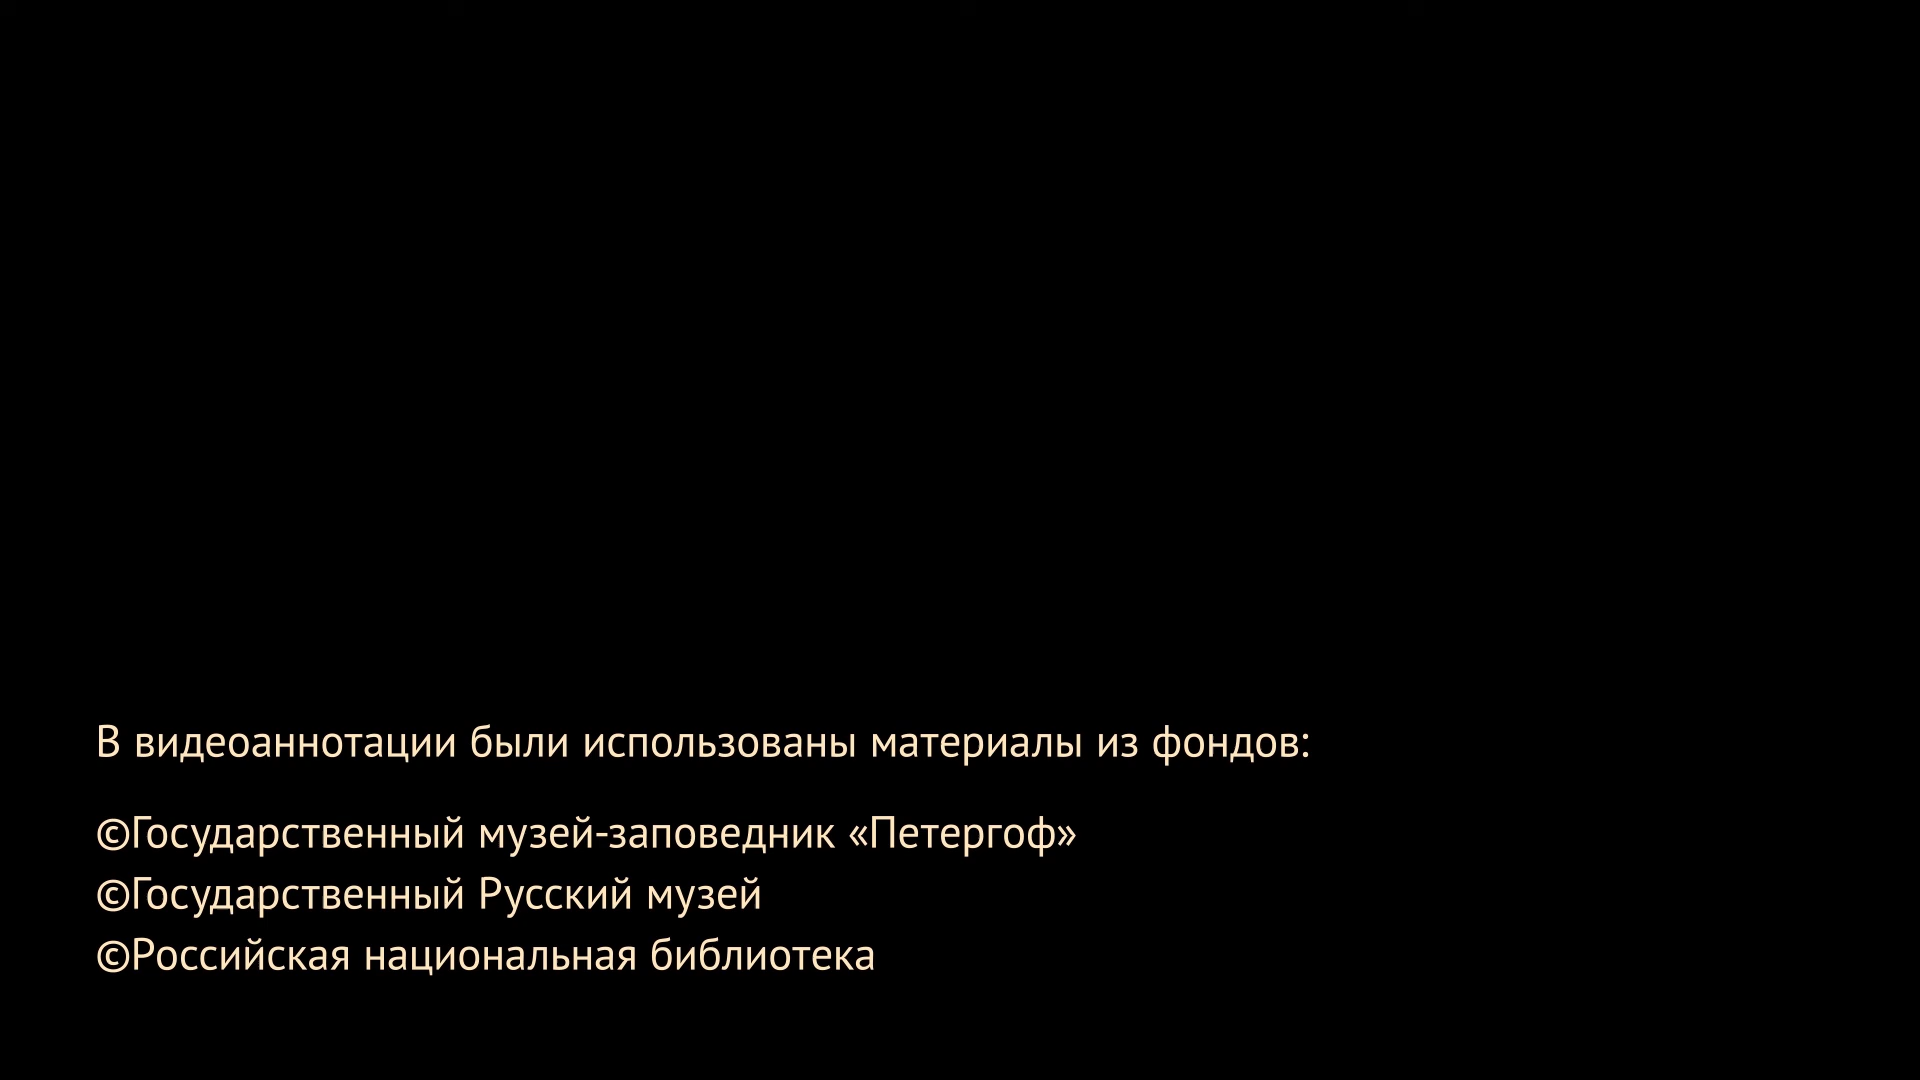 В видеоаннотации были использованы материалы из фондов:
©Государственный музей-заповедник «Петергоф»
©Государственный Русский музей
©Российская национальная библиотека